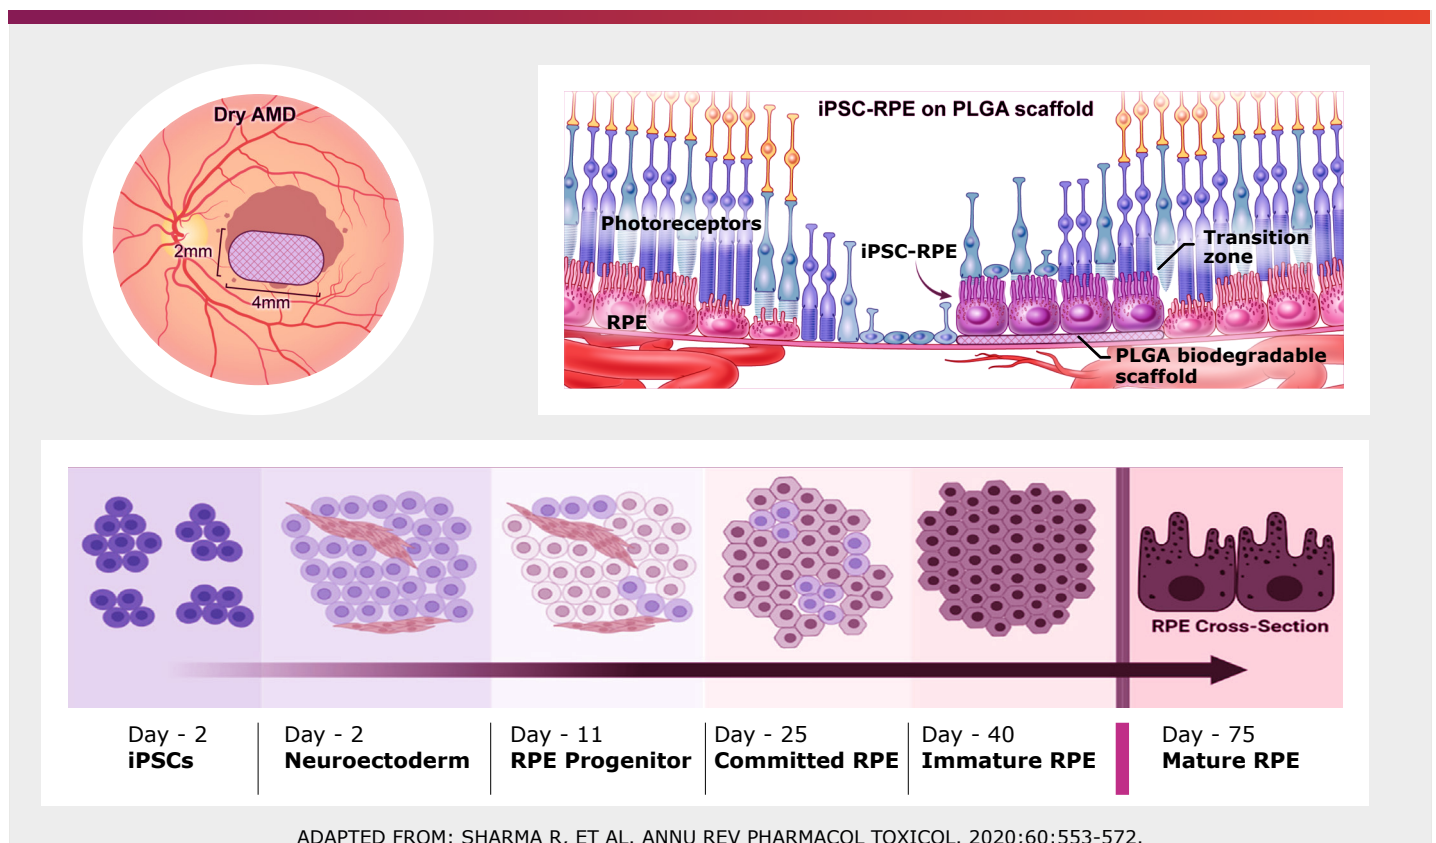 Dry AMD
2mm
4mm
iPSC-RPE on PLGA scaffold
Photoreceptors
iPSC-RPE
Transition
zone
RPE
PLGA biodegradable
scaffold
RPE Cross-Section
Day - 2
iPSCs
Day - 2
Neuroectoderm
Day - 11
RPE Progenitor
Day - 25
Committed RPE
Day - 40
Immature RPE
Day - 75
Mature RPE
ADAPTED FROM: SHARMA R, ET AL. ANNU REV PHARMACOL TOXICOL. 2020;60:553-572.